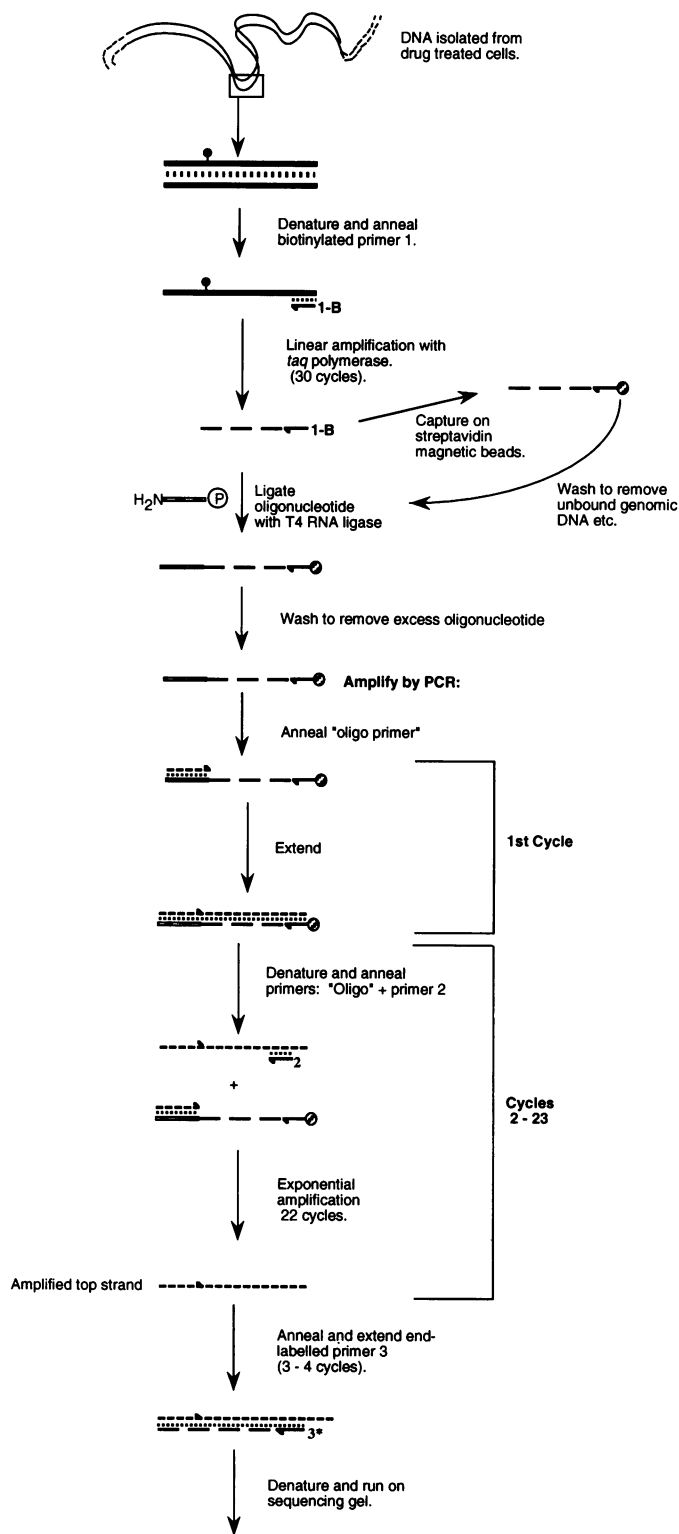 DNA isolated from
drug treated cells.
Denature and anneal
biotinylated primer 1.
1-B
Linear amplification with
taq polymerase.
(30 cycles).
1-B
Capture on
streptavidin
magnetic beads.
H2N
P
Ligate
oligonucleotide
with T4 RNA ligase
Wash to remove
unbound genomic
DNA etc.
Wash to remove excess oligonucleotide
Amplify by PCR:
Anneal "oligo primer"
1st Cycle
Extend
Denature and anneal
primers: "Oligo" + primer 2
2
+
Cycles
2 - 23
Exponential
amplification
22 cycles.
Amplified top strand
Anneal and extend end-
labelled primer 3
(3 - 4 cycles).
3*
Denature and run on
sequencing gel.